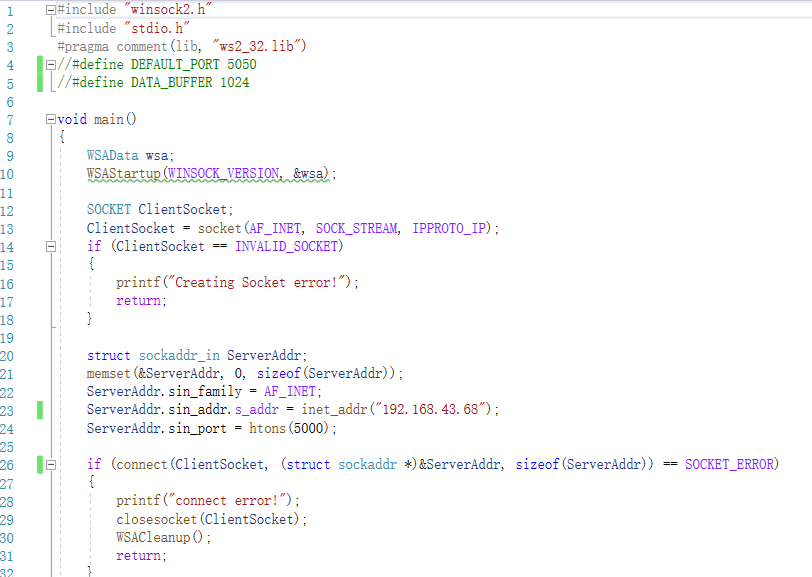 1 #include "winsock2.h"
2 #include "stdio.h"
3 #pragma comment(lib, "ws2_32.lib")
4 //#define DEFAULT_PORT 5050
5 //#define DATA_BUFFER 1024
6
7 void main()
8 {
9 WSAData wsa;
10 WSAStartup(WINSOCK_VERSION, &wsa);
11
12 SOCKET ClientSocket;
13 ClientSocket = socket(AF_INET, SOCK_STREAM, IPPROTO_IP);
14 if (ClientSocket == INVALID_SOCKET)
15 {
16 printf("Creating Socket error!");
17 return;
18 }
19
20 struct sockaddr_in ServerAddr;
21 memset(&ServerAddr, 0, sizeof(ServerAddr));
22 ServerAddr.sin_family = AF_INET;
23 ServerAddr.sin_addr.s_addr = inet_addr("192.168.43.68");
24 ServerAddr.sin_port = htons(5000);
25
26 if (connect(ClientSocket, (struct sockaddr *)&ServerAddr, sizeof(ServerAddr)) == SOCKET_ERROR)
27 {
28 printf("connect error!");
29 closesocket(ClientSocket);
30 WSACleanup();
31 return;
32 }